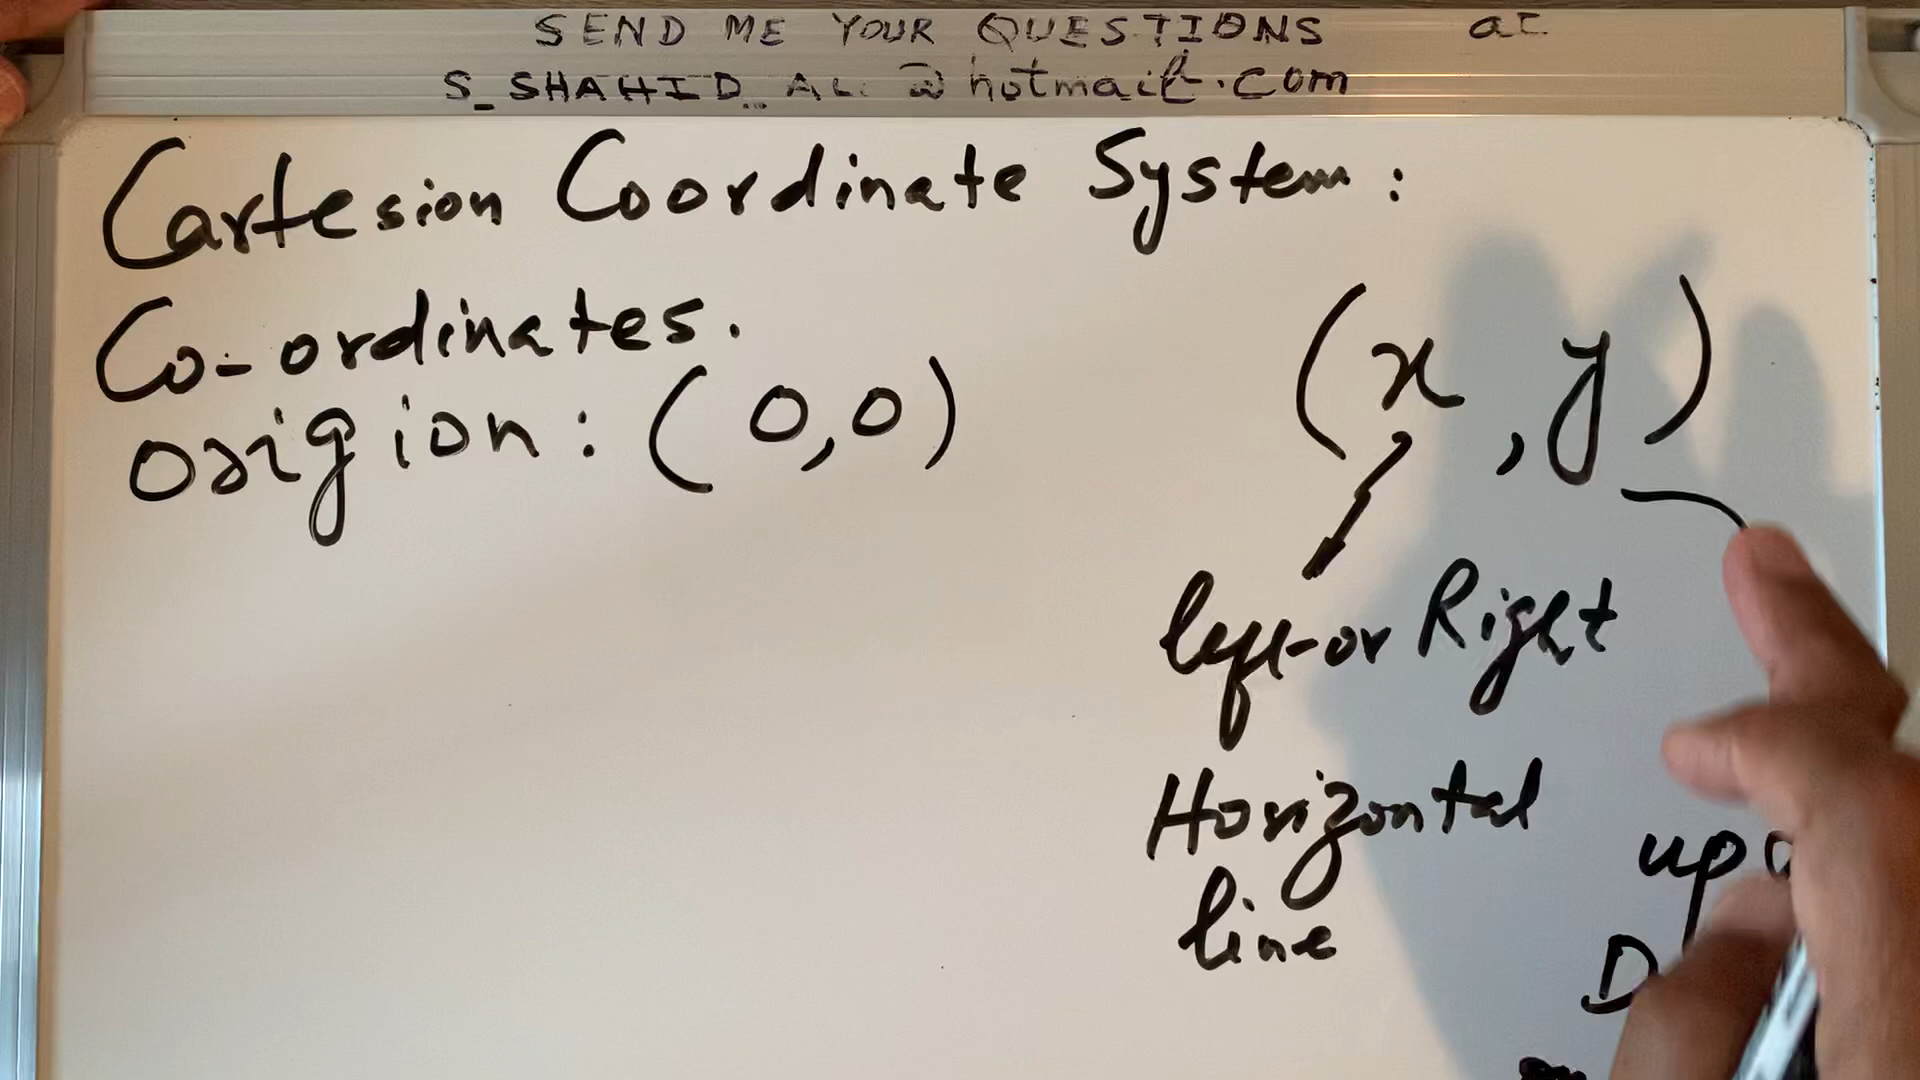 SEND ME YOUR QUESTIONS at
S_SHAHID_AL @hotmail.com
Cartesion Coordinate System:
Co-ordinates.
Origion: (0,0)
(x,y)
left or Right
Horizontal
line
up
D